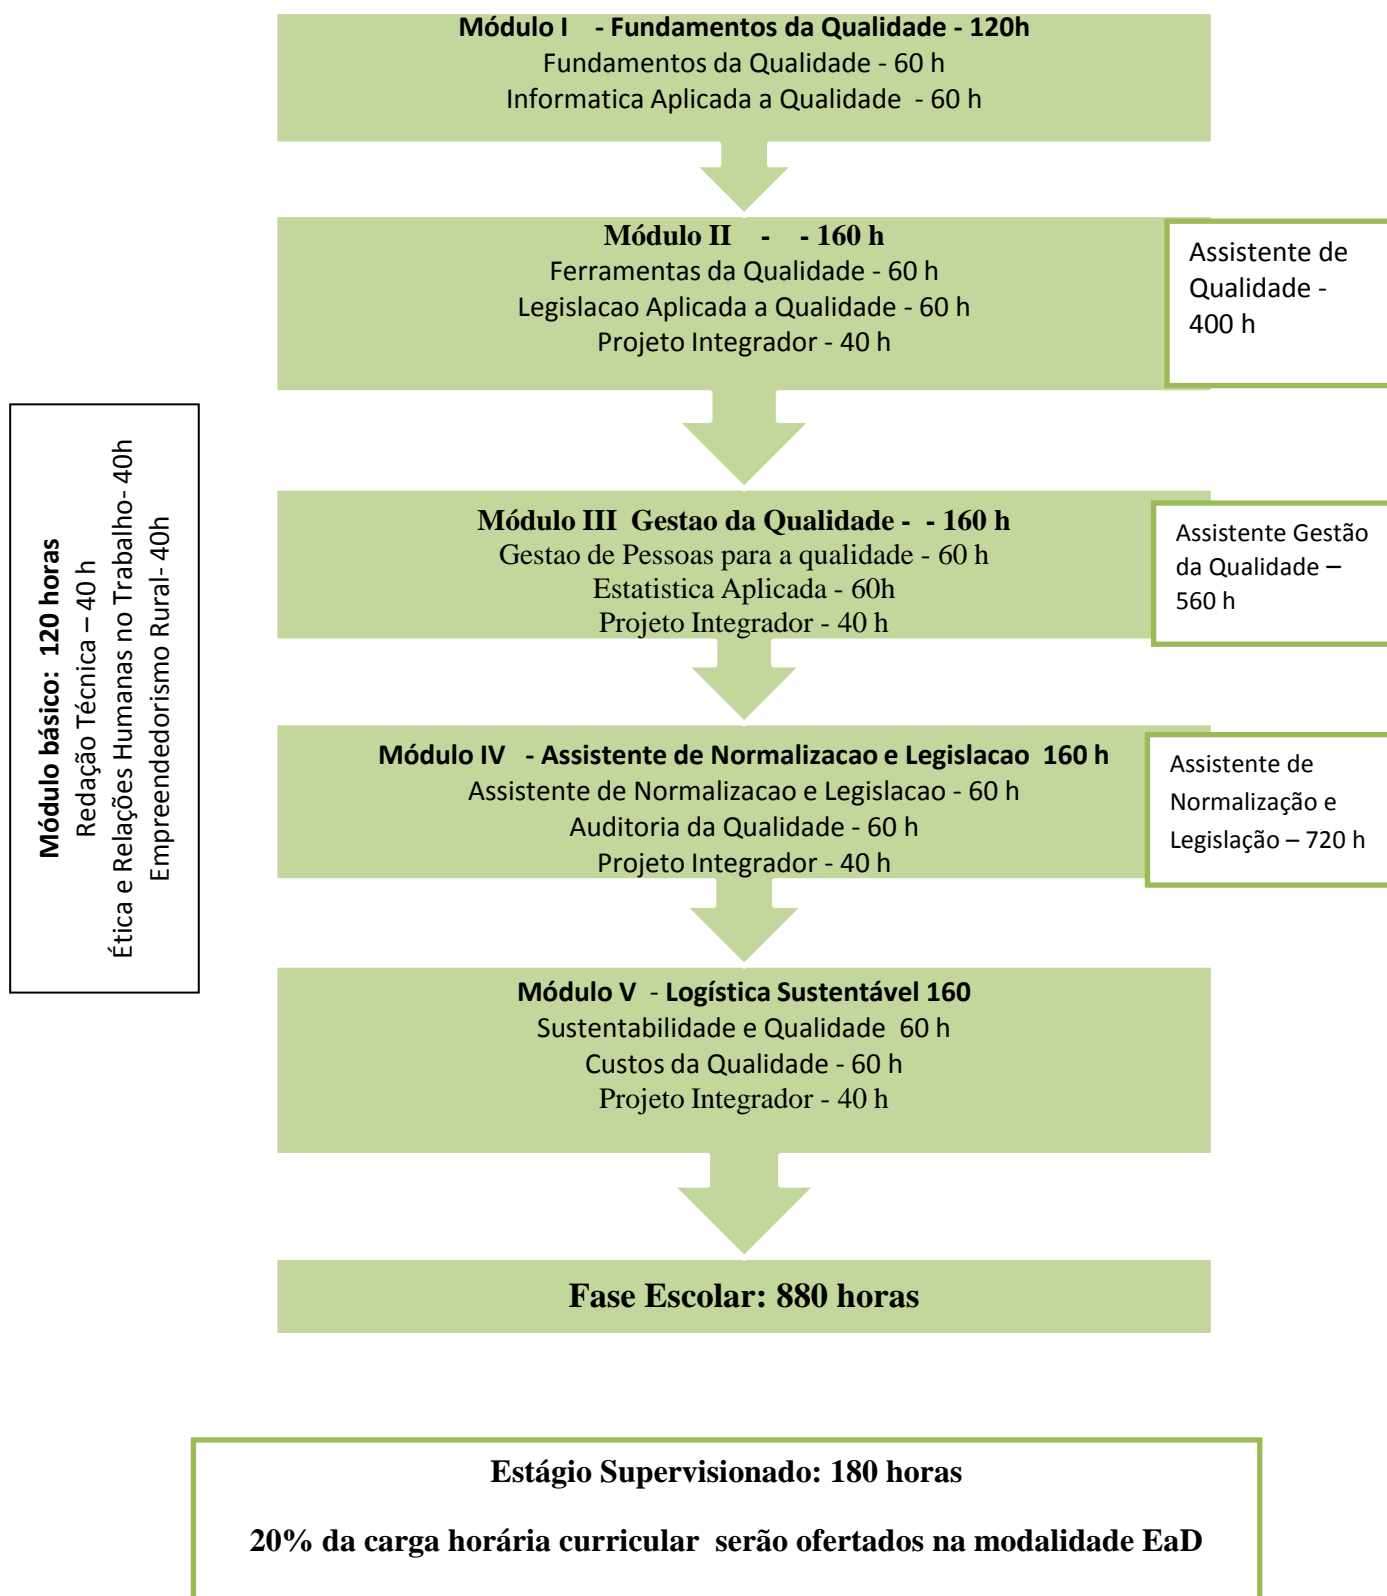 Módulo I - Fundamentos da Qualidade - 120h
Fundamentos da Qualidade - 60 h
Informatica Aplicada a Qualidade - 60 h
Módulo II - - 160 h
Ferramentas da Qualidade - 60 h
Legislacao Aplicada a Qualidade - 60 h
Projeto Integrador - 40 h
Assistente de
Qualidade -
400 h
Módulo básico: 120 horas
Redação Técnica – 40 h
Ética e Relações Humanas no Trabalho- 40h
Empreendedorismo Rural- 40h
Módulo III Gestao da Qualidade - - 160 h
Gestao de Pessoas para a qualidade - 60 h
Estatistica Aplicada - 60h
Projeto Integrador - 40 h
Assistente Gestão
da Qualidade –
560 h
Módulo IV - Assistente de Normalizacao e Legislacao 160 h
Assistente de Normalizacao e Legislacao - 60 h
Auditoria da Qualidade - 60 h
Projeto Integrador - 40 h
Assistente de
Normalização e
Legislação – 720 h
Módulo V - Logística Sustentável 160
Sustentabilidade e Qualidade 60 h
Custos da Qualidade - 60 h
Projeto Integrador - 40 h
Fase Escolar: 880 horas
Estágio Supervisionado: 180 horas
20% da carga horária curricular serão ofertados na modalidade EaD